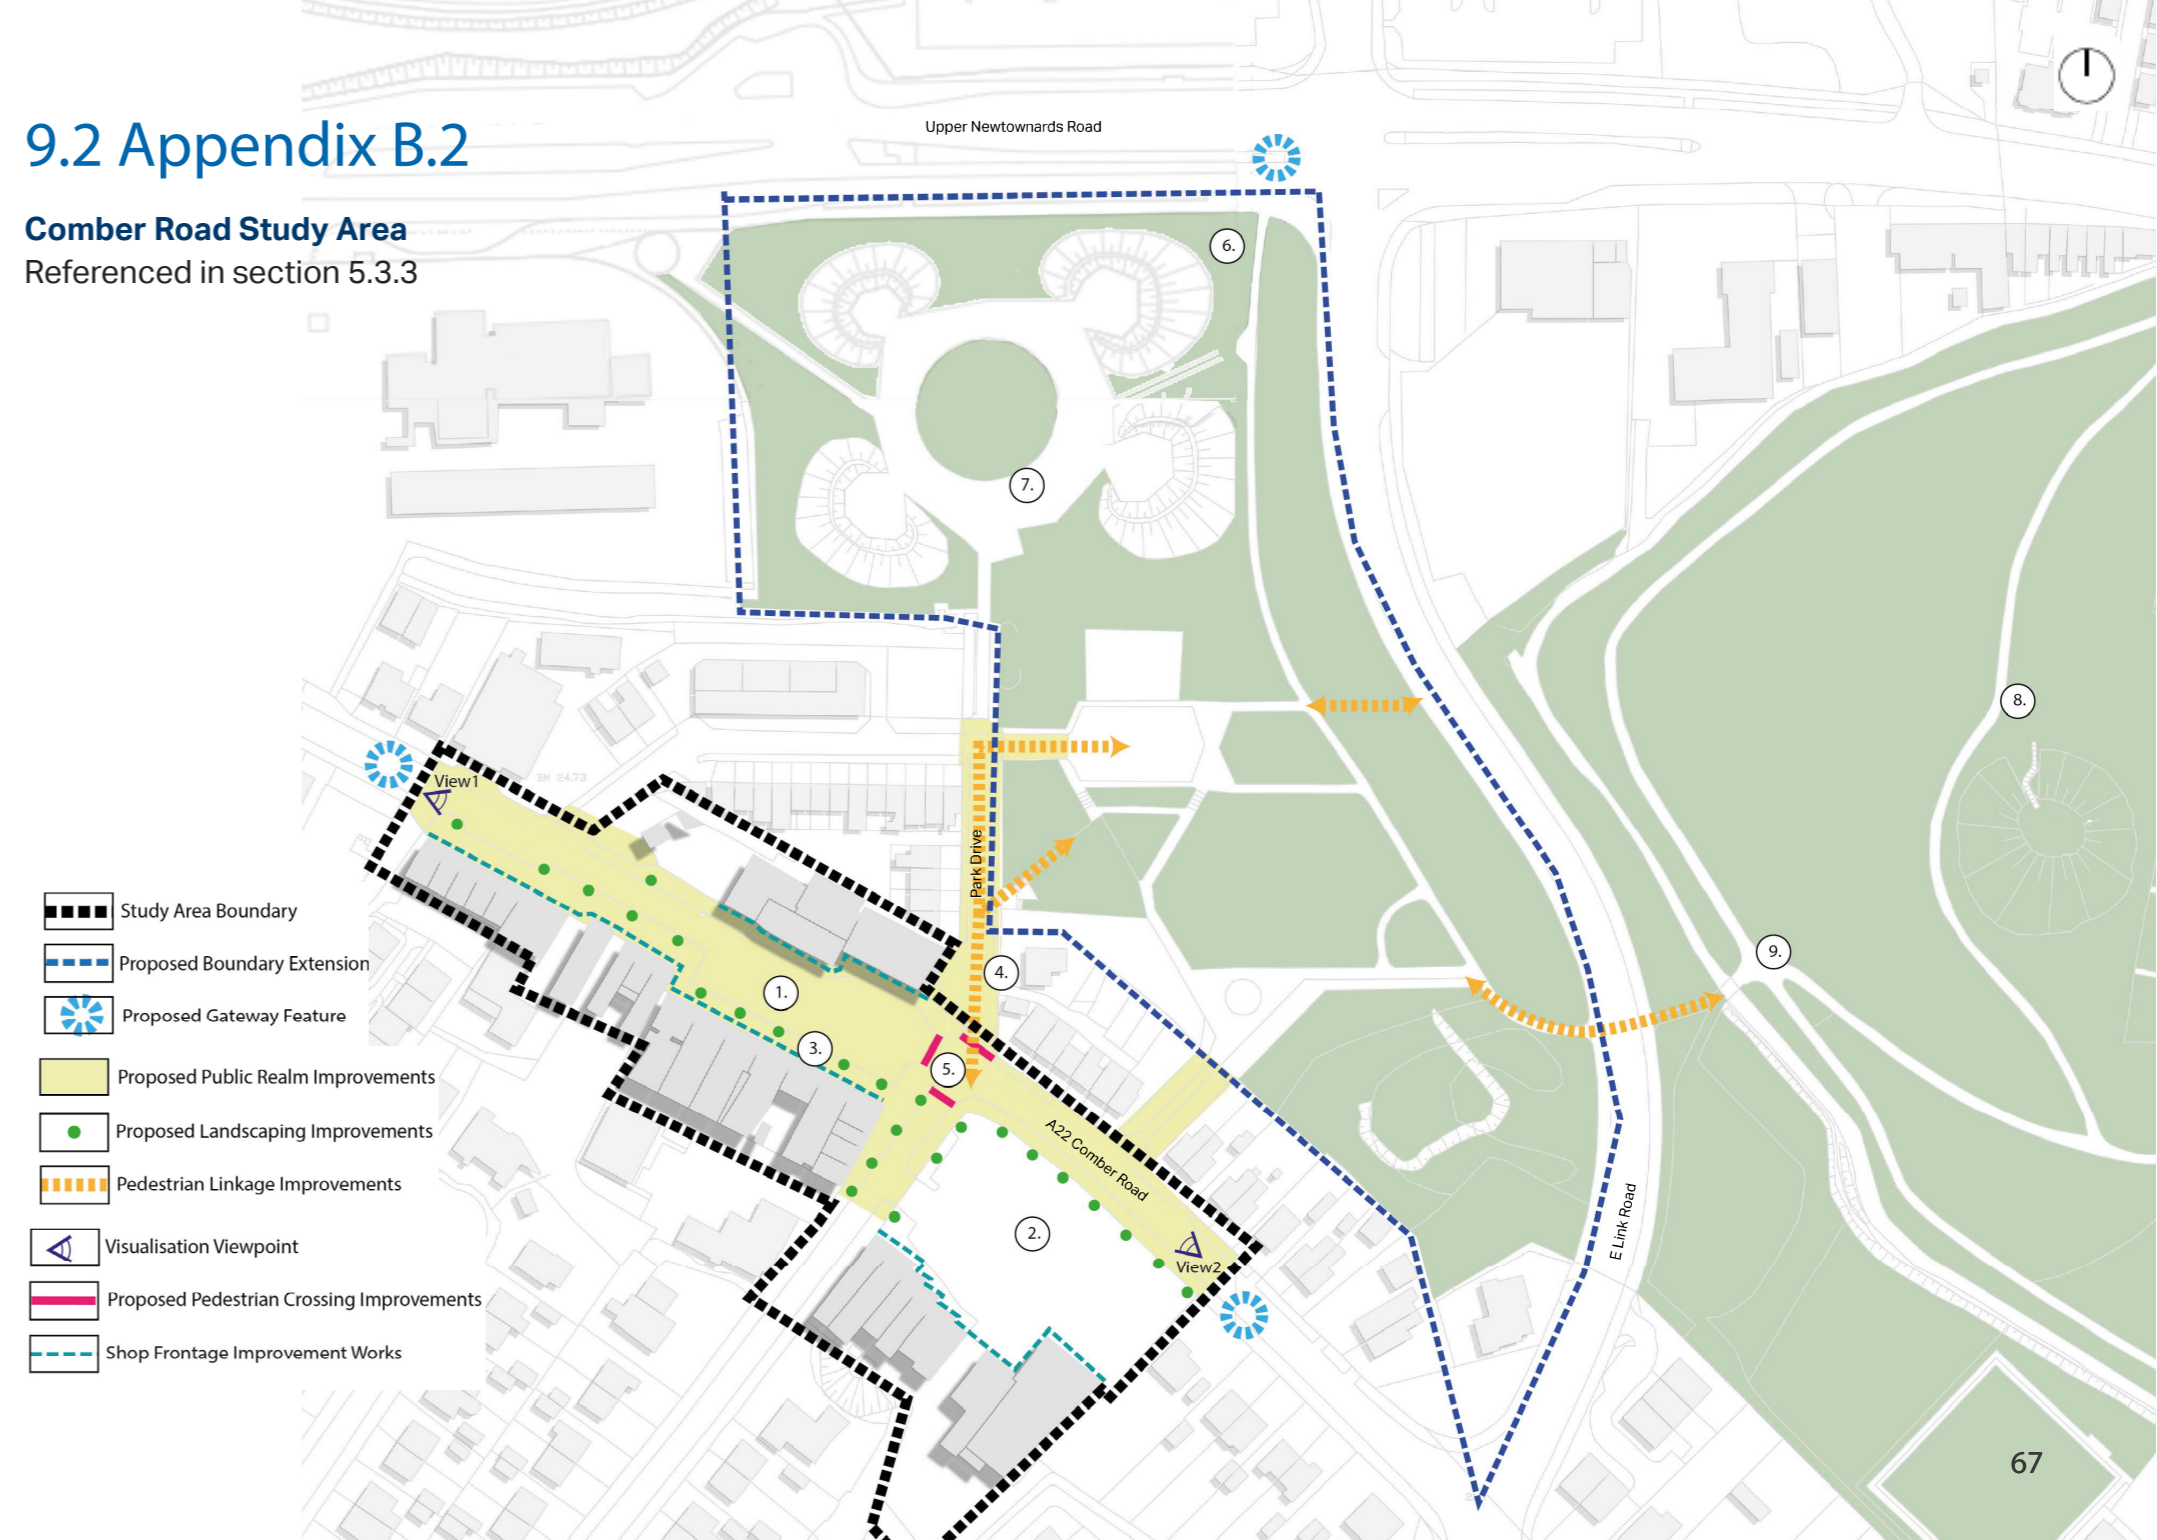 9.2 Appendix B.2
Comber Road Study Area
Referenced in section 5.3.3
Upper Newtownards Road
6.
7.
8.
BM 24.73
View1
Park Drive
9.
4.
1.
3.
5.
A22 Comber Road
2.
View2
E Link Road
Study Area Boundary
Proposed Boundary Extension
Proposed Gateway Feature
Proposed Public Realm Improvements
Proposed Landscaping Improvements
Pedestrian Linkage Improvements
Visualisation Viewpoint
Proposed Pedestrian Crossing Improvements
Shop Frontage Improvement Works
67